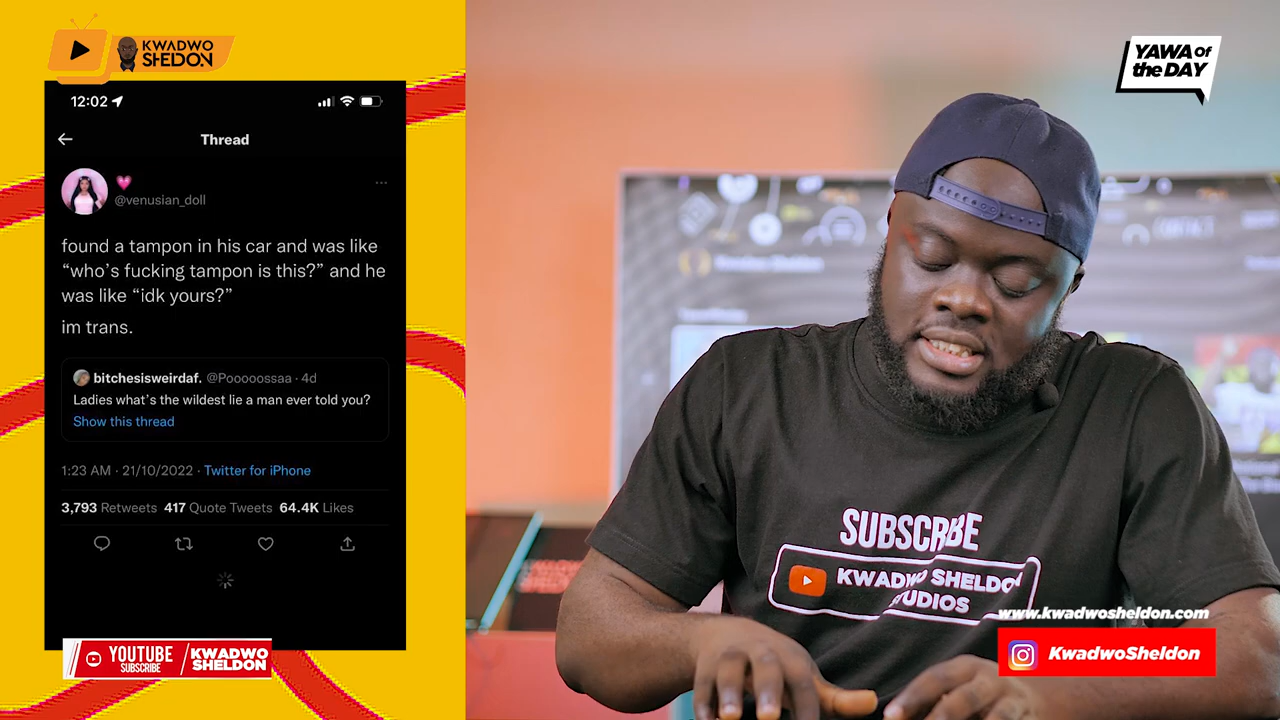 KWADWO
SHELDON
YAWA of
the DAY
12:02
Thread
@venusian_doll
found a tampon in his car and was like
“who’s fucking tampon is this?” and he
was like “idk yours?”
im trans.
bitchesisweirdaf. @Pooooossaa · 4d
Ladies what’s the wildest lie a man ever told you?
Show this thread
1:23 AM · 21/10/2022 · Twitter for iPhone
3,793 Retweets 417 Quote Tweets 64.4K Likes
YOUTUBE
SUBSCRIBE
KWADWO
SHELDON
CONTACT
SUBSCRIBE
KWADWO SHELDON
STUDIOS
www.kwadwosheldon.com
KwadwoSheldon